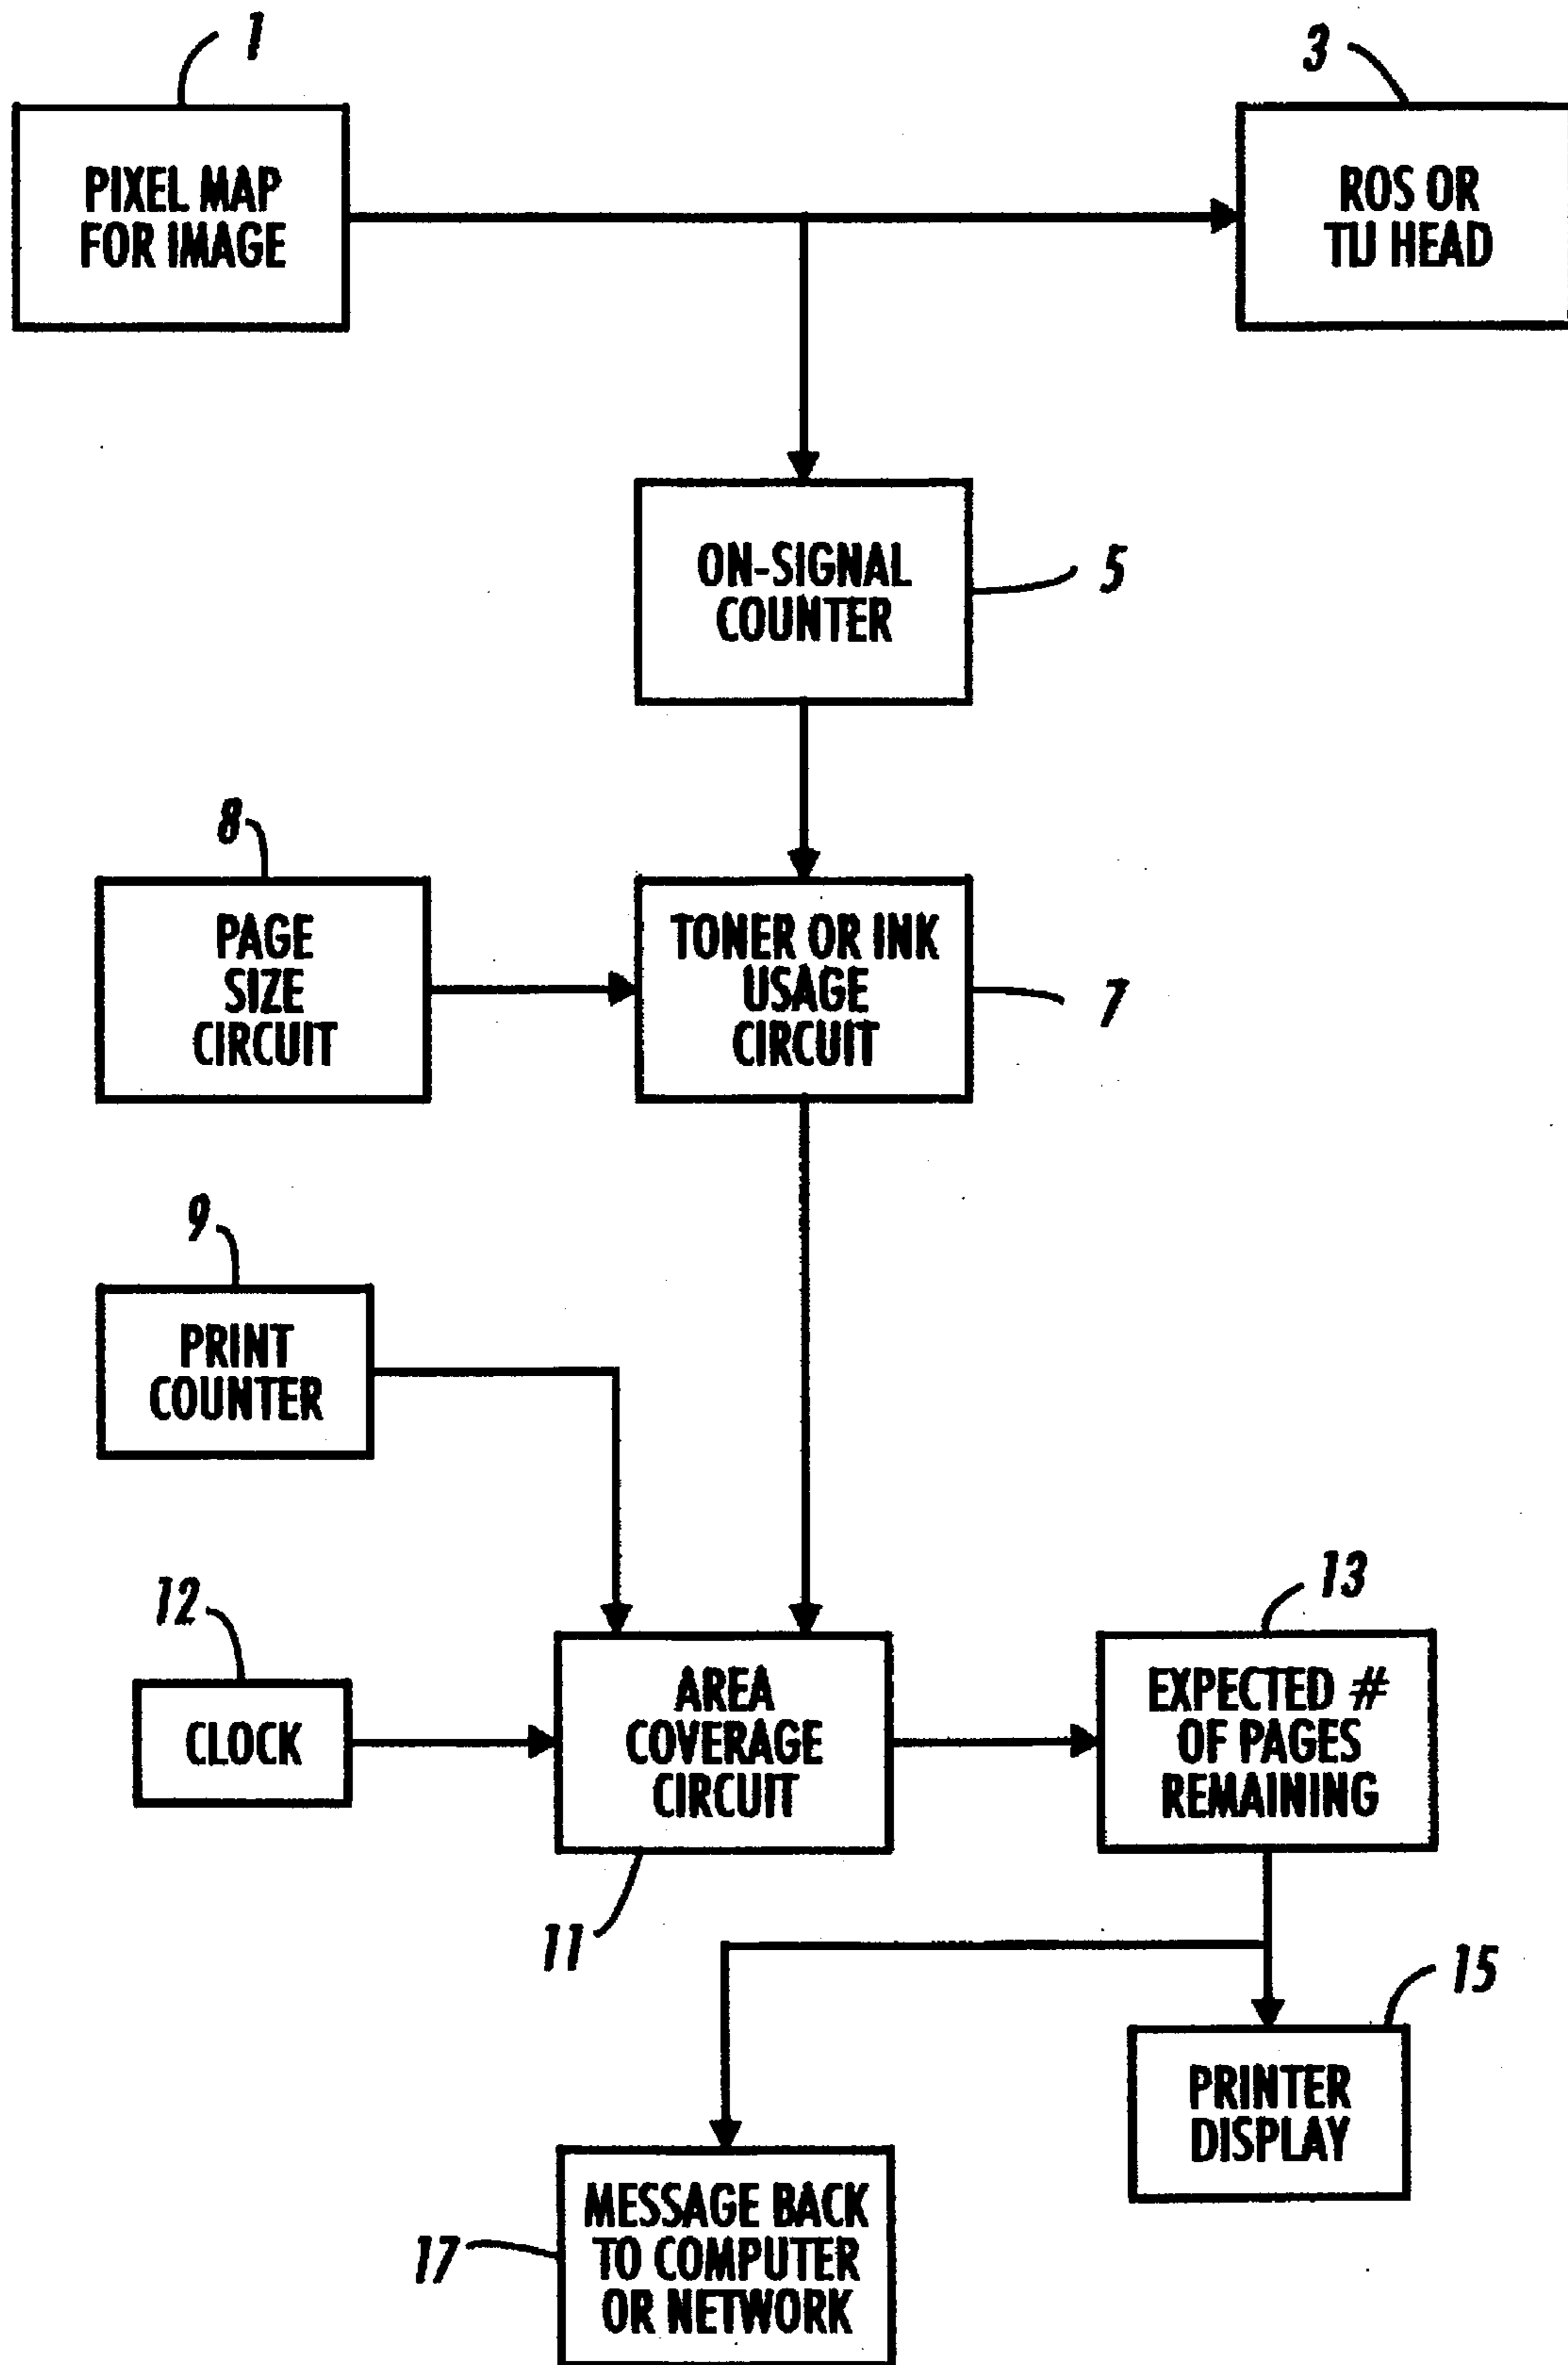 1
3
PIXEL MAP
FOR IMAGE
ROS OR
TIJ HEAD
ON-SIGNAL
COUNTER
5
8
PAGE
SIZE
CIRCUIT
TONER OR INK
USAGE
CIRCUIT
7
9
PRINT
COUNTER
12
CLOCK
AREA
COVERAGE
CIRCUIT
11
13
EXPECTED #
OF PAGES
REMAINING
15
PRINTER
DISPLAY
17
MESSAGE BACK
TO COMPUTER
OR NETWORK